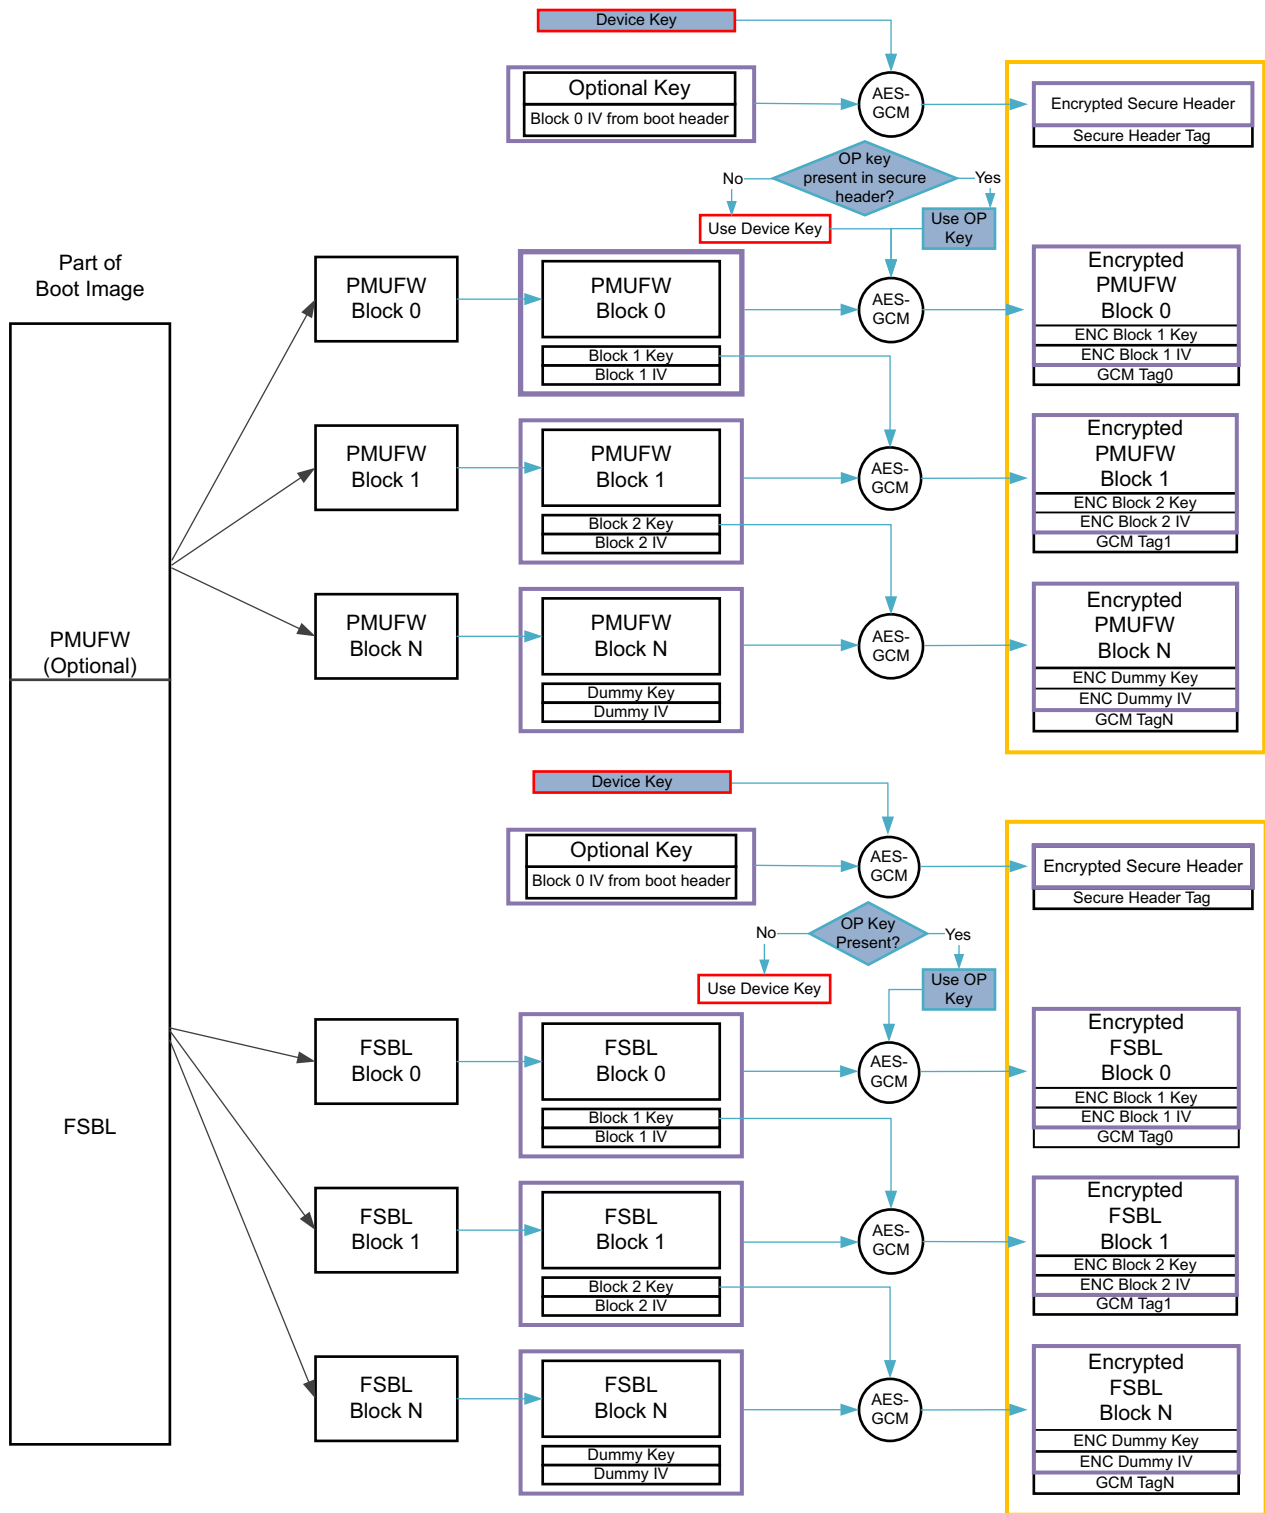 Device Key
Optional Key
Block 0 IV from boot header
AES-
GCM
Encrypted Secure Header
Secure Header Tag
OP key
present in secure
header?
No
Yes
Use Device Key
Use OP
Key
Part of
Boot Image
PMUFW
Block 0
PMUFW
Block 0
Block 1 Key
Block 1 IV
AES-
GCM
Encrypted
PMUFW
Block 0
ENC Block 1 Key
ENC Block 1 IV
GCM Tag0
PMUFW
Block 1
PMUFW
Block 1
Block 2 Key
Block 2 IV
AES-
GCM
Encrypted
PMUFW
Block 1
ENC Block 2 Key
ENC Block 2 IV
GCM Tag1
PMUFW
(Optional)
PMUFW
Block N
PMUFW
Block N
Dummy Key
Dummy IV
AES-
GCM
Encrypted
PMUFW
Block N
ENC Dummy Key
ENC Dummy IV
GCM TagN
Device Key
Optional Key
Block 0 IV from boot header
AES-
GCM
Encrypted Secure Header
Secure Header Tag
OP Key
Present?
No
Yes
Use Device Key
Use OP
Key
FSBL
FSBL
Block 0
FSBL
Block 0
Block 1 Key
Block 1 IV
AES-
GCM
Encrypted
FSBL
Block 0
ENC Block 1 Key
ENC Block 1 IV
GCM Tag0
FSBL
Block 1
FSBL
Block 1
Block 2 Key
Block 2 IV
AES-
GCM
Encrypted
FSBL
Block 1
ENC Block 2 Key
ENC Block 2 IV
GCM Tag1
FSBL
Block N
FSBL
Block N
Dummy Key
Dummy IV
AES-
GCM
Encrypted
FSBL
Block N
ENC Dummy Key
ENC Dummy IV
GCM TagN